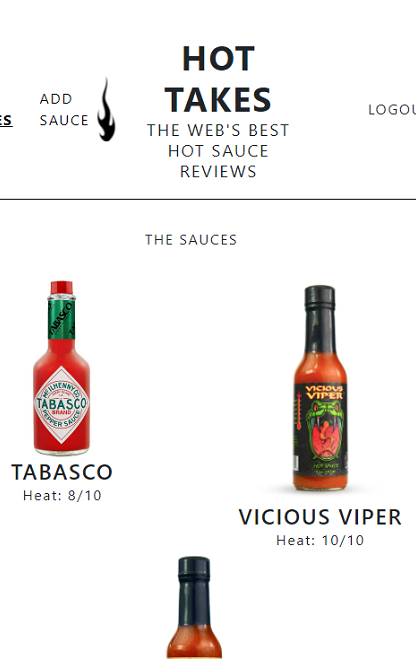 ES
ADD
SAUCE
HOT
TAKES
THE WEB'S BEST
HOT SAUCE
REVIEWS
LOGOU
THE SAUCES
TABASCO
McILHENNY CO.
TABASCO
BRAND
PEPPER SAUCE
TABASCO
Heat: 8/10
VICIOUS
VIPER
HOT SAUCE
VICIOUS VIPER
Heat: 10/10